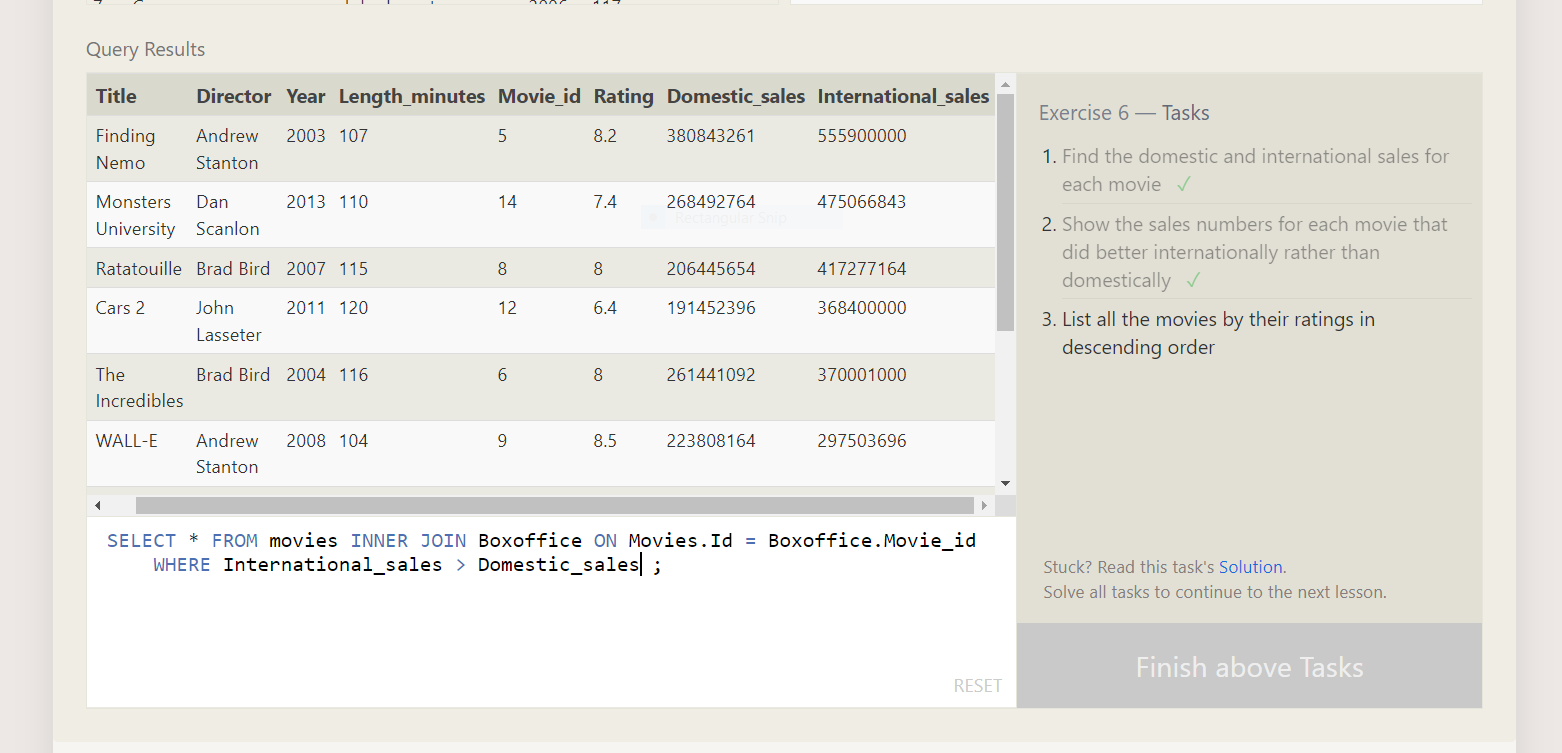 Query Results
Title Director Year Length_minutes Movie_id Rating Domestic_sales International_sales
Finding Nemo Andrew Stanton 2003 107 5 8.2 380843261 555900000
Monsters University Dan Scanlon 2013 110 14 7.4 268492764 475066843
Rectangular Snip
Ratatouille Brad Bird 2007 115 8 8 206445654 417277164
Cars 2 John Lasseter 2011 120 12 6.4 191452396 368400000
The Incredibles Brad Bird 2004 116 6 8 261441092 370001000
WALL-E Andrew Stanton 2008 104 9 8.5 223808164 297503696
SELECT * FROM movies INNER JOIN Boxoffice ON Movies.Id = Boxoffice.Movie_id
WHERE International_sales > Domestic_sales ;
RESET
Exercise 6 — Tasks
1. Find the domestic and international sales for
each movie ✓
2. Show the sales numbers for each movie that
did better internationally rather than
domestically ✓
3. List all the movies by their ratings in
descending order
Stuck? Read this task's Solution.
Solve all tasks to continue to the next lesson.
Finish above Tasks